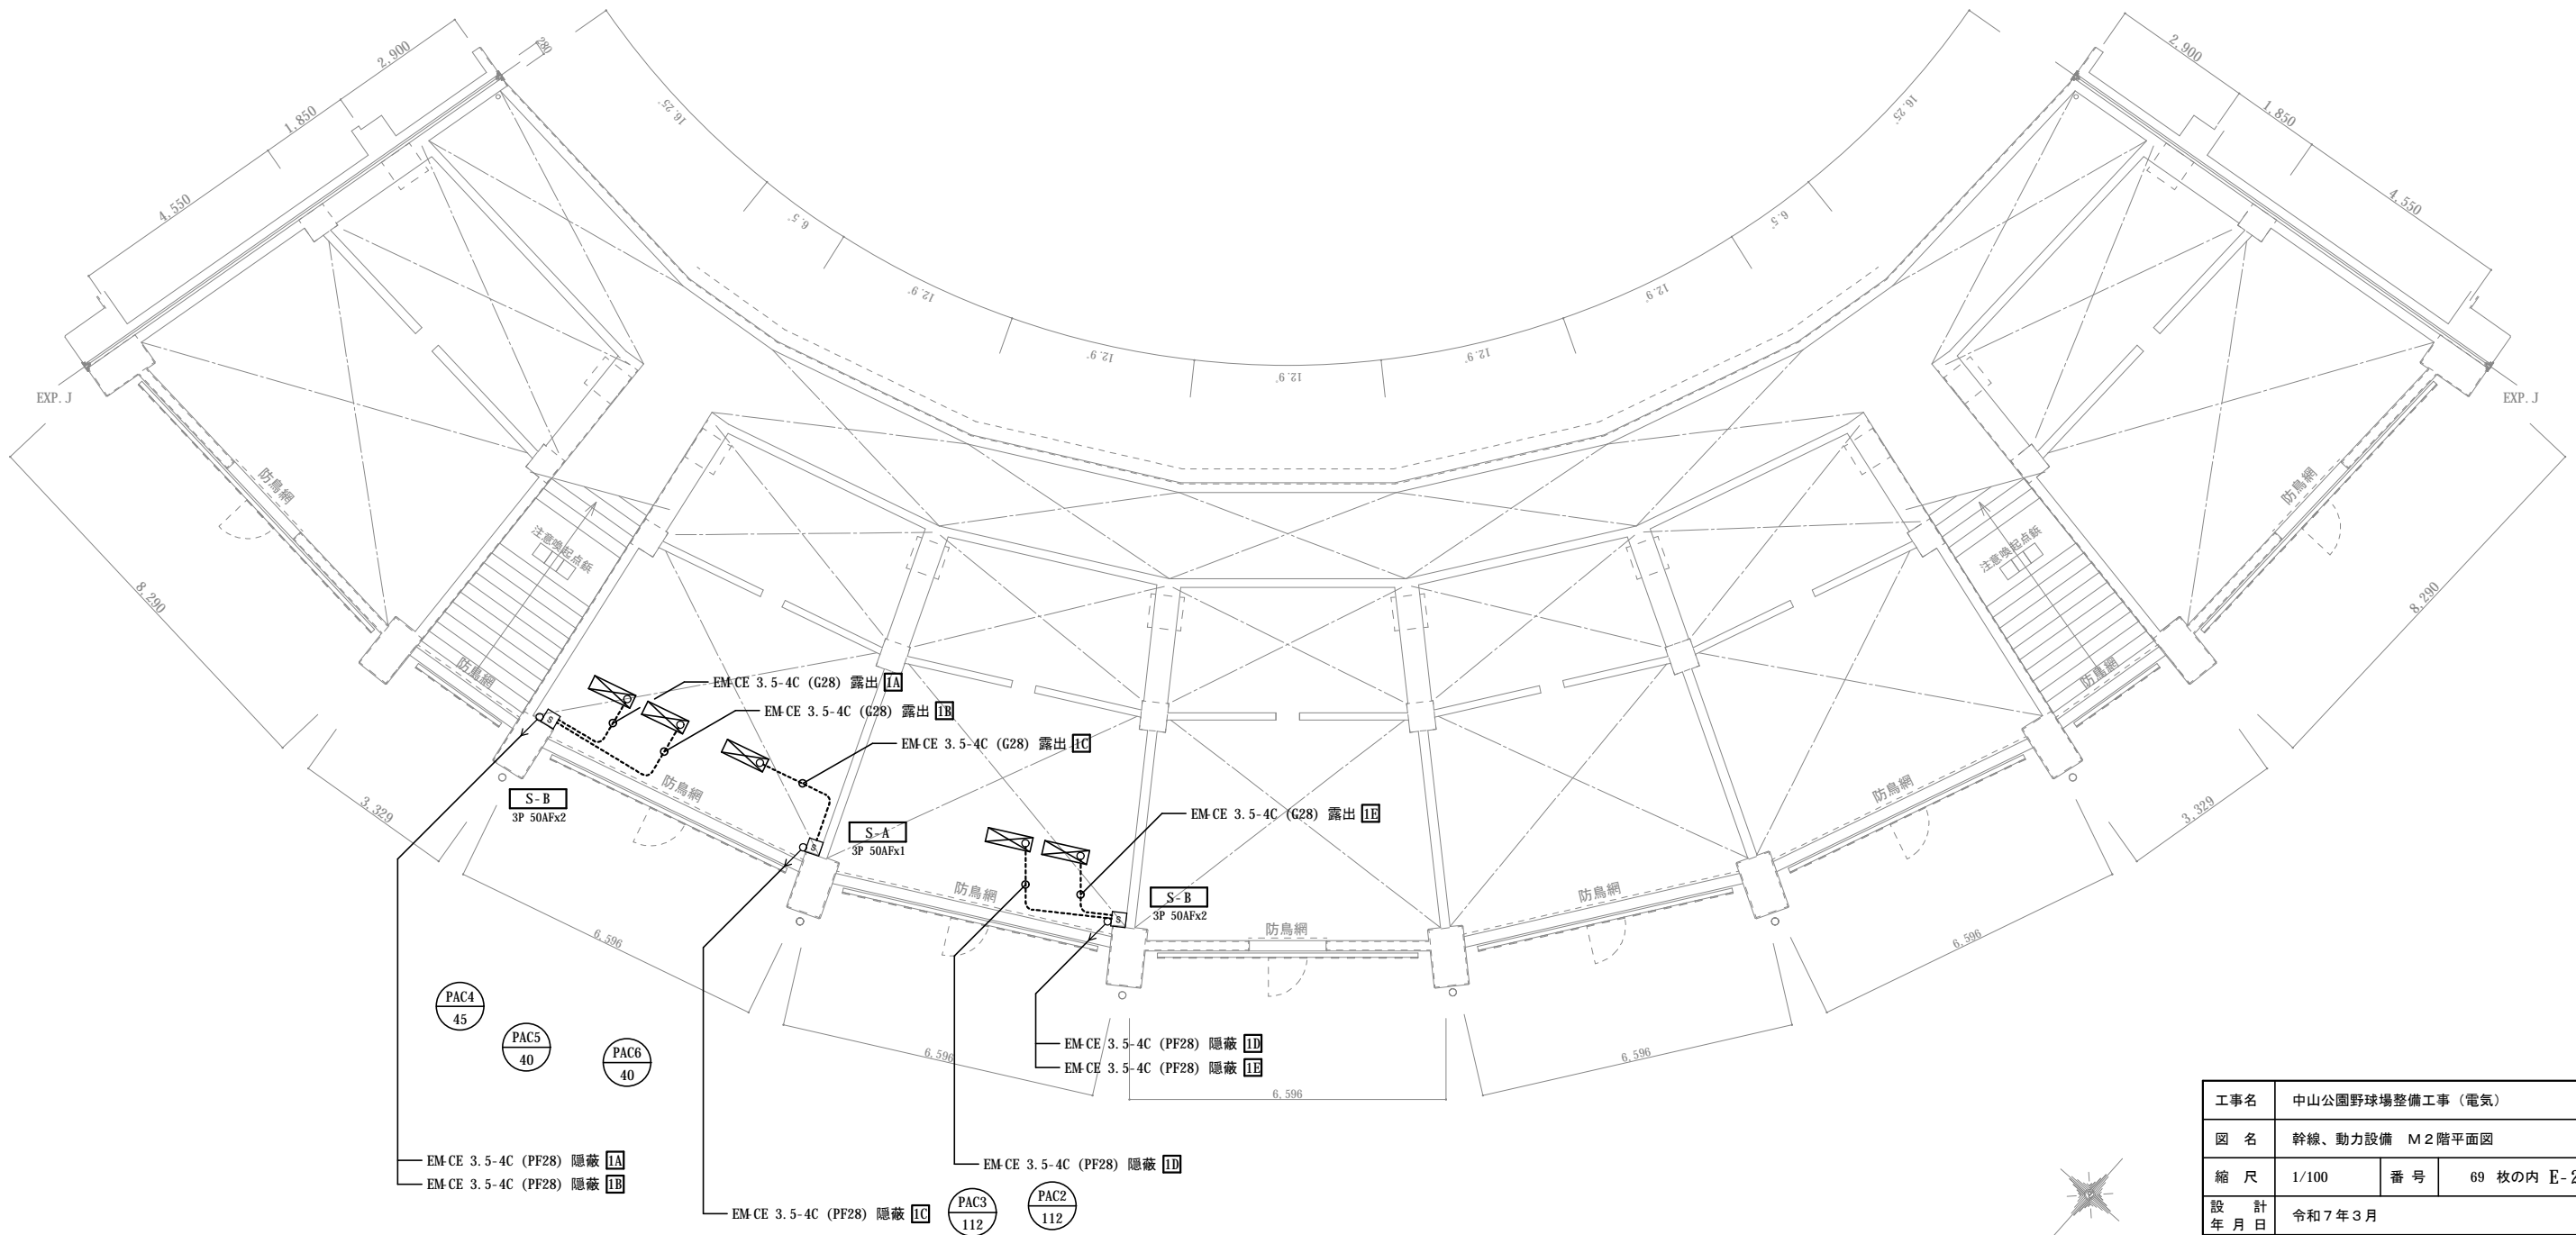 2,900
280
1,850
4,550
16.25°
6.5°
12.9°
12.9°
12.9°
12.9°
12.9°
6.5°
16.25°
2,900
1,850
4,550
EXP.J
EXP.J
防鳥網
注意喚起点鋲
防鳥網
8,290
3,329
防鳥網
注意喚起点鋲
防鳥網
8,290
3,329
EM-CE 3.5-4C (G28) 露出 1A
EM-CE 3.5-4C (G28) 露出 1B
EM-CE 3.5-4C (G28) 露出 1C
EM-CE 3.5-4C (G28) 露出 1E
S
S-B
3P 50AFx2
防鳥網
S
S-A
3P 50AFx1
防鳥網
S
S-B
3P 50AFx2
防鳥網
防鳥網
防鳥網
6,596
6,596
6,596
6,596
6,596
PAC4
45
PAC5
40
PAC6
40
EM-CE 3.5-4C (PF28) 隠蔽 1D
EM-CE 3.5-4C (PF28) 隠蔽 1E
EM-CE 3.5-4C (PF28) 隠蔽 1A
EM-CE 3.5-4C (PF28) 隠蔽 1B
EM-CE 3.5-4C (PF28) 隠蔽 1D
EM-CE 3.5-4C (PF28) 隠蔽 1C
PAC3
112
PAC2
112
工事名 中山公園野球場整備工事（電気）
図 名 幹線、動力設備 Ｍ２階平面図
縮 尺 1/100 番 号 69 枚の内 E-2
設 計
年 月 日 令和７年３月